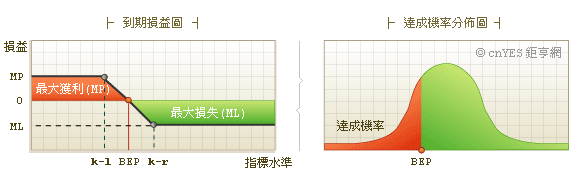 到期損益圖
損益
MP
0
ML
最大獲利(MP)
最大損失(ML)
k-l
BEP
k-r
指標水準
達成機率分佈圖
© cnYES 鉅亨網
達成機率
BEP